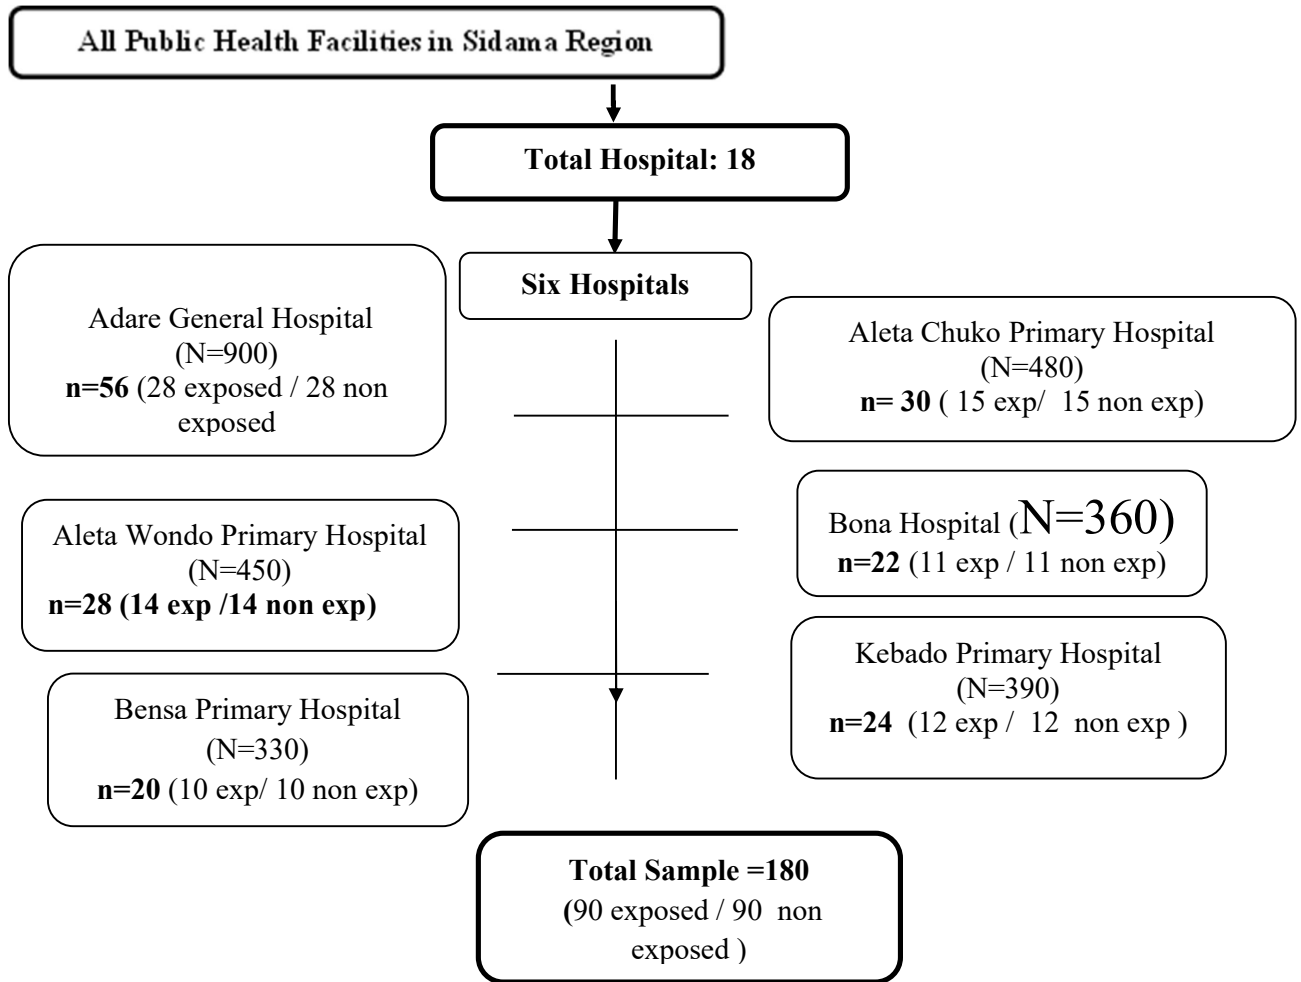 All Public Health Facilities in Sidama Region
Total Hospital: 18
Six Hospitals
Adare General Hospital
(N=900)
n=56 (28 exposed / 28 non
exposed
Aleta Chuko Primary Hospital
(N=480)
n= 30 ( 15 exp/ 15 non exp)
Aleta Wondo Primary Hospital
(N=450)
n=28 (14 exp /14 non exp)
Bona Hospital (N=360)
n=22 (11 exp / 11 non exp)
Bensa Primary Hospital
(N=330)
n=20 (10 exp/ 10 non exp)
Kebado Primary Hospital
(N=390)
n=24 (12 exp / 12 non exp )
Total Sample =180
(90 exposed / 90 non
exposed )